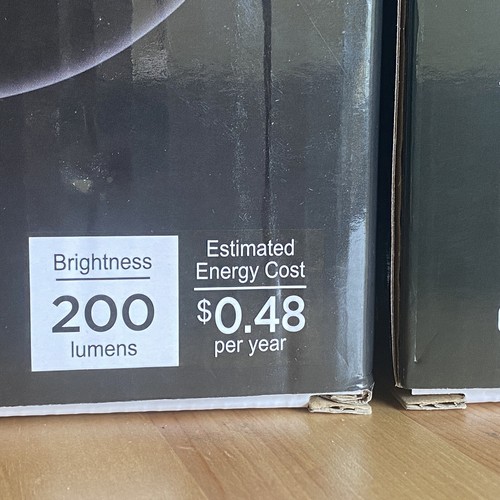 Brightness
200
lumens
Estimated
Energy Cost
$0.48
per year